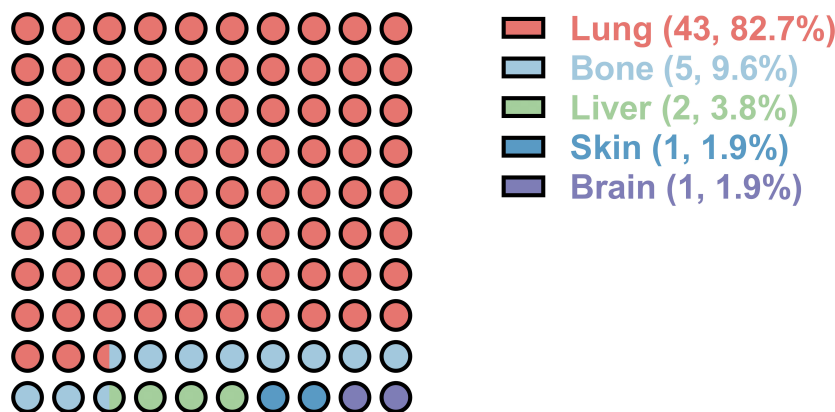 Lung (43, 82.7%)
Bone (5, 9.6%)
Liver (2, 3.8%)
Skin (1, 1.9%)
Brain (1, 1.9%)